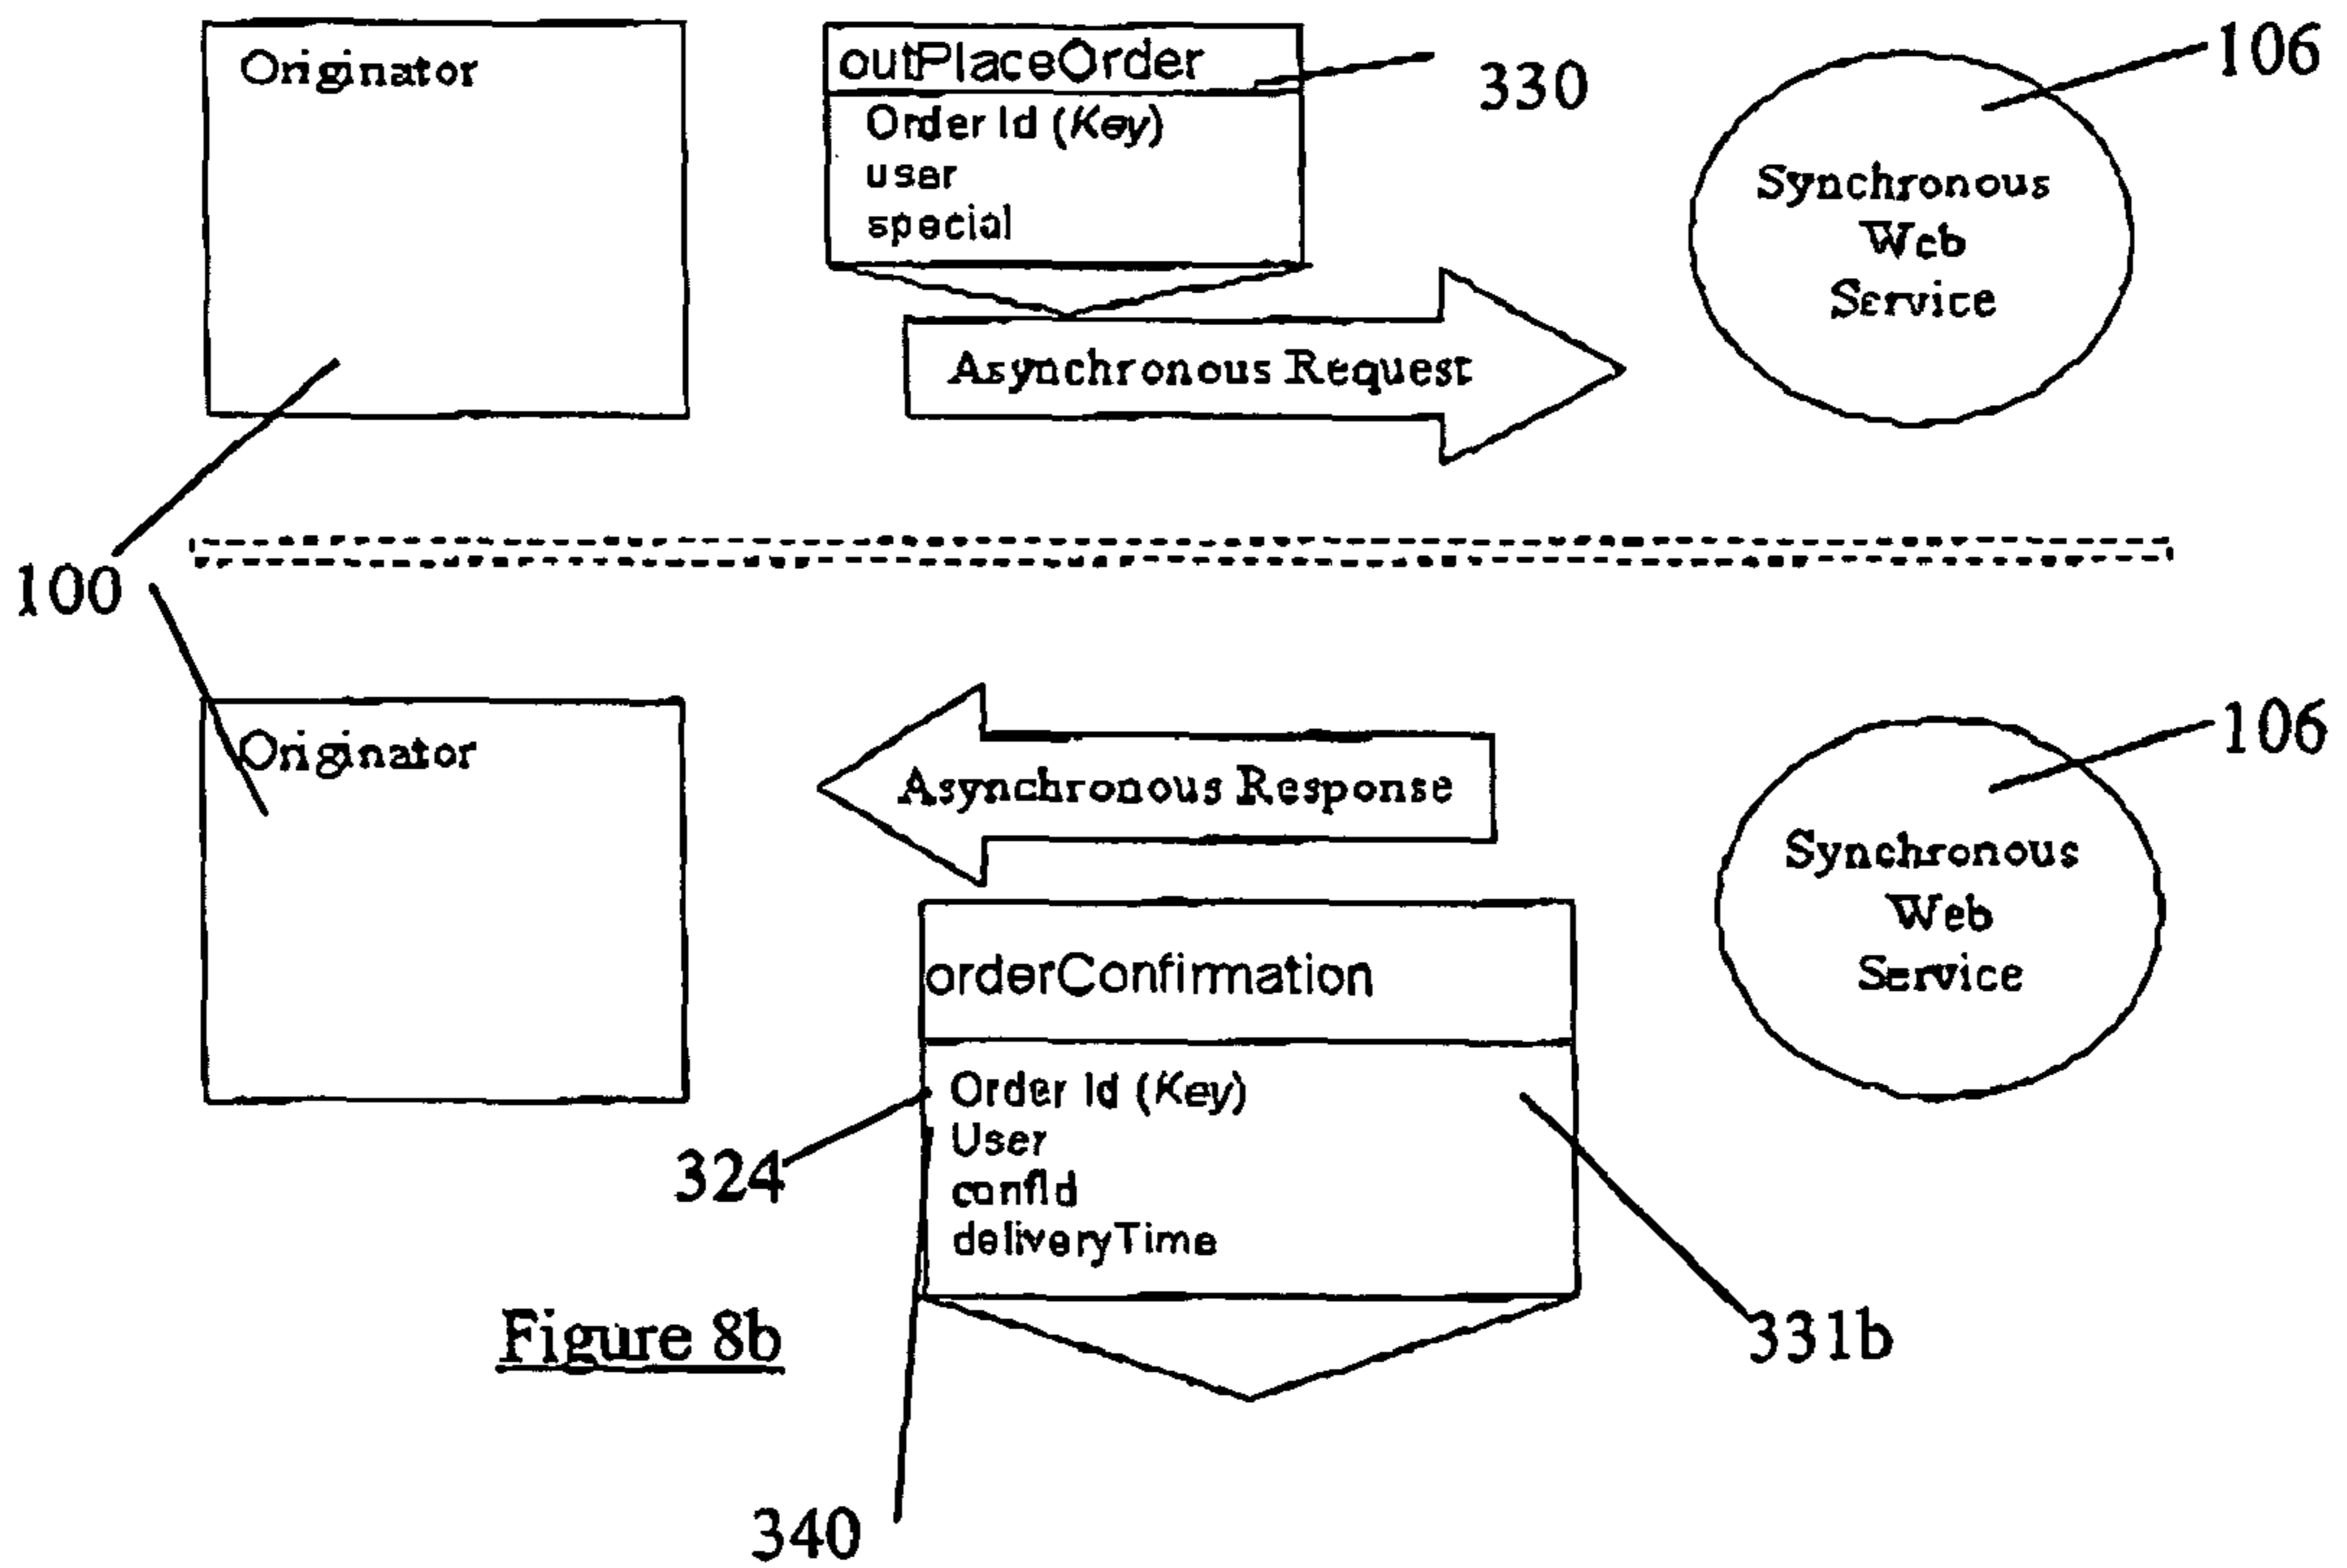 Originator
outPlaceOrder
330
106
Order Id (Key)
user
special
Synchronous
Web
Service
Asynchronous Request
100
Originator
Asynchronous Response
106
Synchronous
Web
Service
orderConfirmation
Order Id (Key)
User
confId
deliveryTime
324
331b
Figure 8b
340